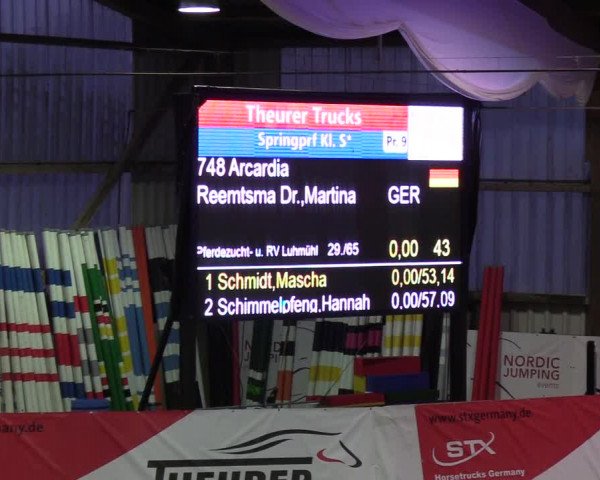 Theurer Trucks
Springprf Kl. S*
Pr. 9
748 Arcardia
Reemtsma Dr.,Martina GER
Pferdezucht- u. RV Luhmühl 29./65 0,00 43
1 Schmidt,Mascha 0.00/53,14
2 Schimmelpfeng,Hannah 0.00/57.09
NORDIC
JUMPING
events
www.stxgermany.com
STX
Horsetrucks Germany
THEURER
any.de